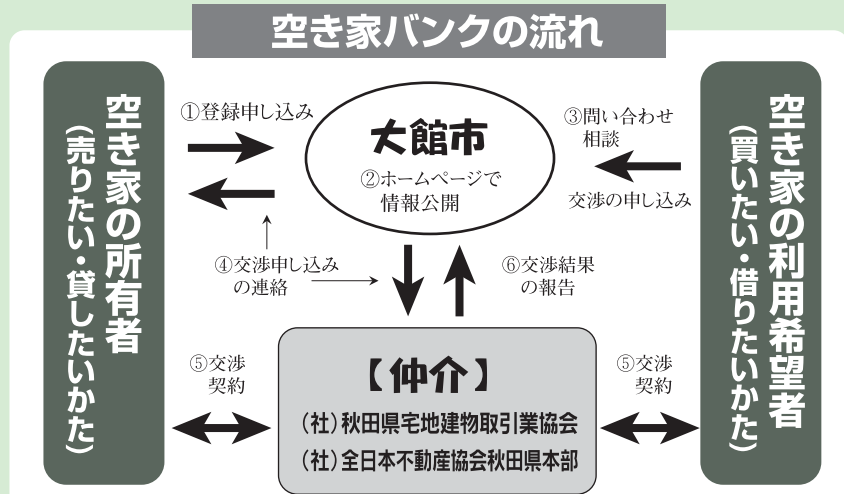 空き家バンクの流れ
空き家の所有者
（売りたい・貸したいかた）
①登録申し込み
大館市
②ホームページで
情報公開
③問い合わせ
相談
交渉の申し込み
空き家の利用希望者
（買いたい・借りたいかた）
④交渉申し込み
の連絡
⑥交渉結果
の報告
⑤交渉
契約
【仲介】
（社）秋田県宅地建物取引業協会
（社）全日本不動産協会秋田県本部
⑤交渉
契約